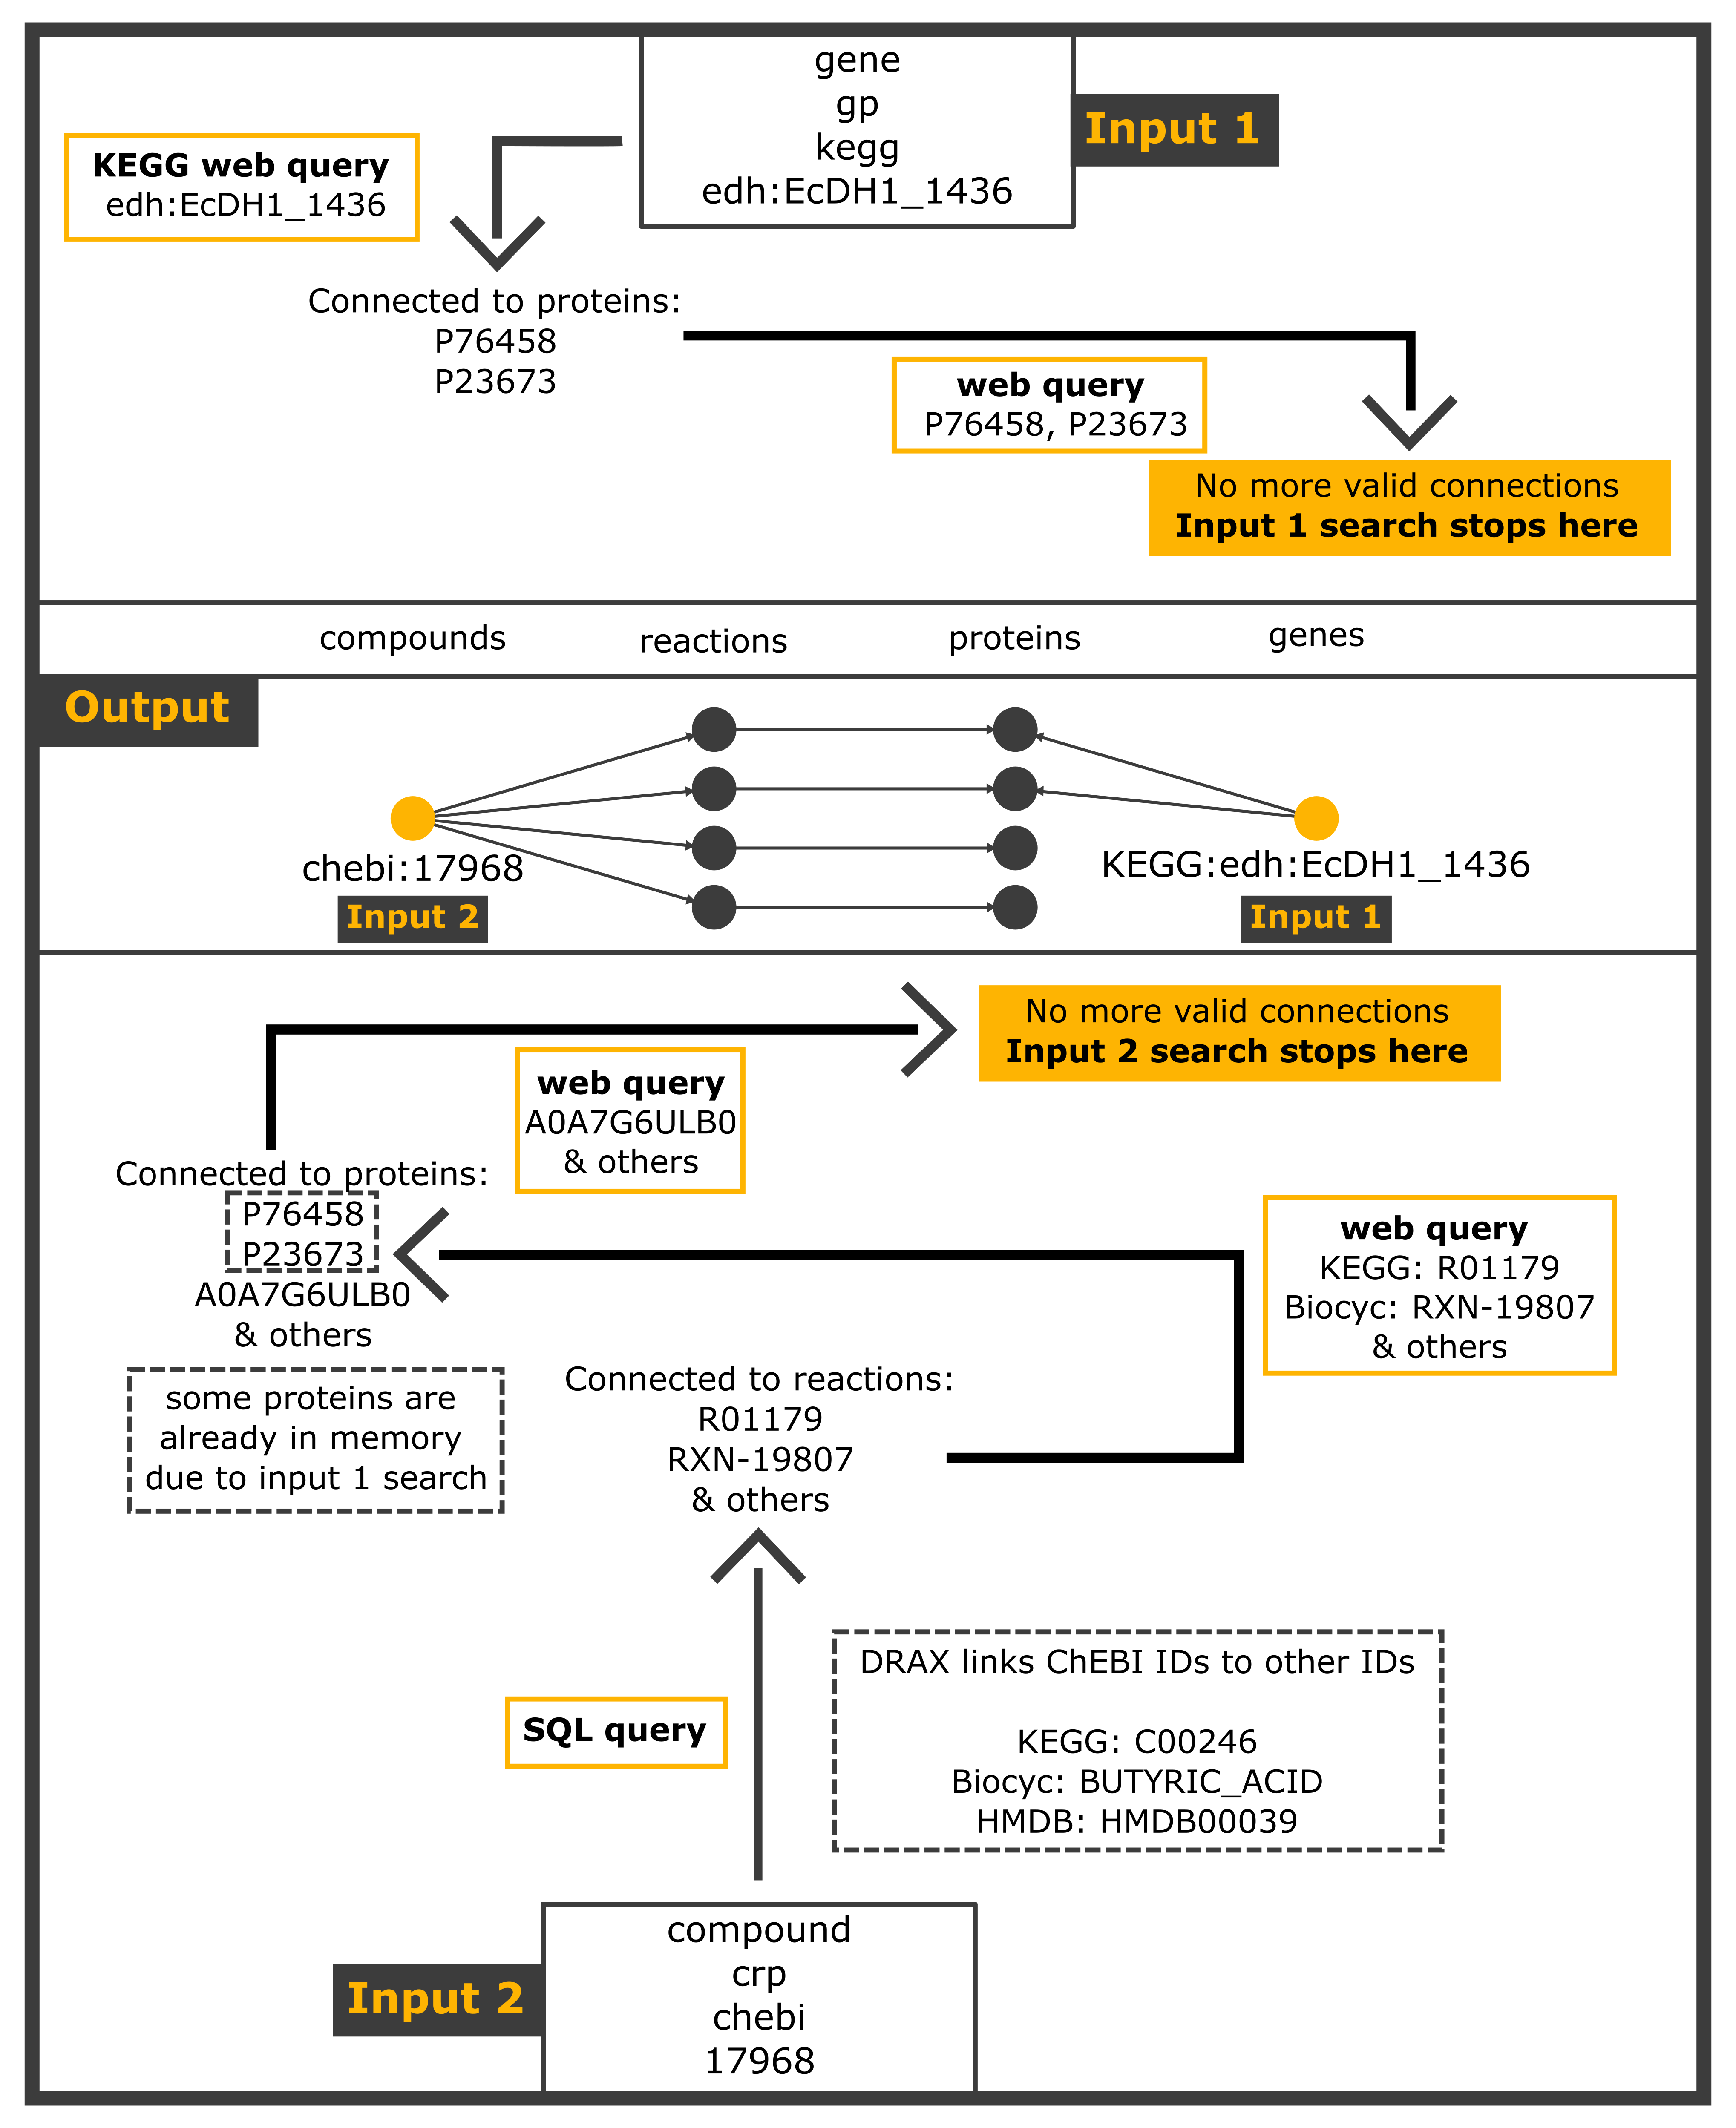 gene
gp
kegg
edh:EcDH1_1436
Input 1
KEGG web query
edh:EcDH1_1436
Connected to proteins:
P76458
P23673
web query
P76458, P23673
No more valid connections
Input 1 search stops here
compounds
reactions
proteins
genes
Output
chebi:17968
Input 2
KEGG:edh:EcDH1_1436
Input 1
No more valid connections
Input 2 search stops here
web query
A0A7G6ULB0
& others
Connected to proteins:
P76458
P23673
A0A7G6ULB0
& others
some proteins are
already in memory
due to input 1 search
web query
KEGG: R01179
Biocyc: RXN-19807
& others
Connected to reactions:
R01179
RXN-19807
& others
SQL query
DRAX links ChEBI IDs to other IDs
KEGG: C00246
Biocyc: BUTYRIC_ACID
HMDB: HMDB00039
Input 2
compound
crp
chebi
17968